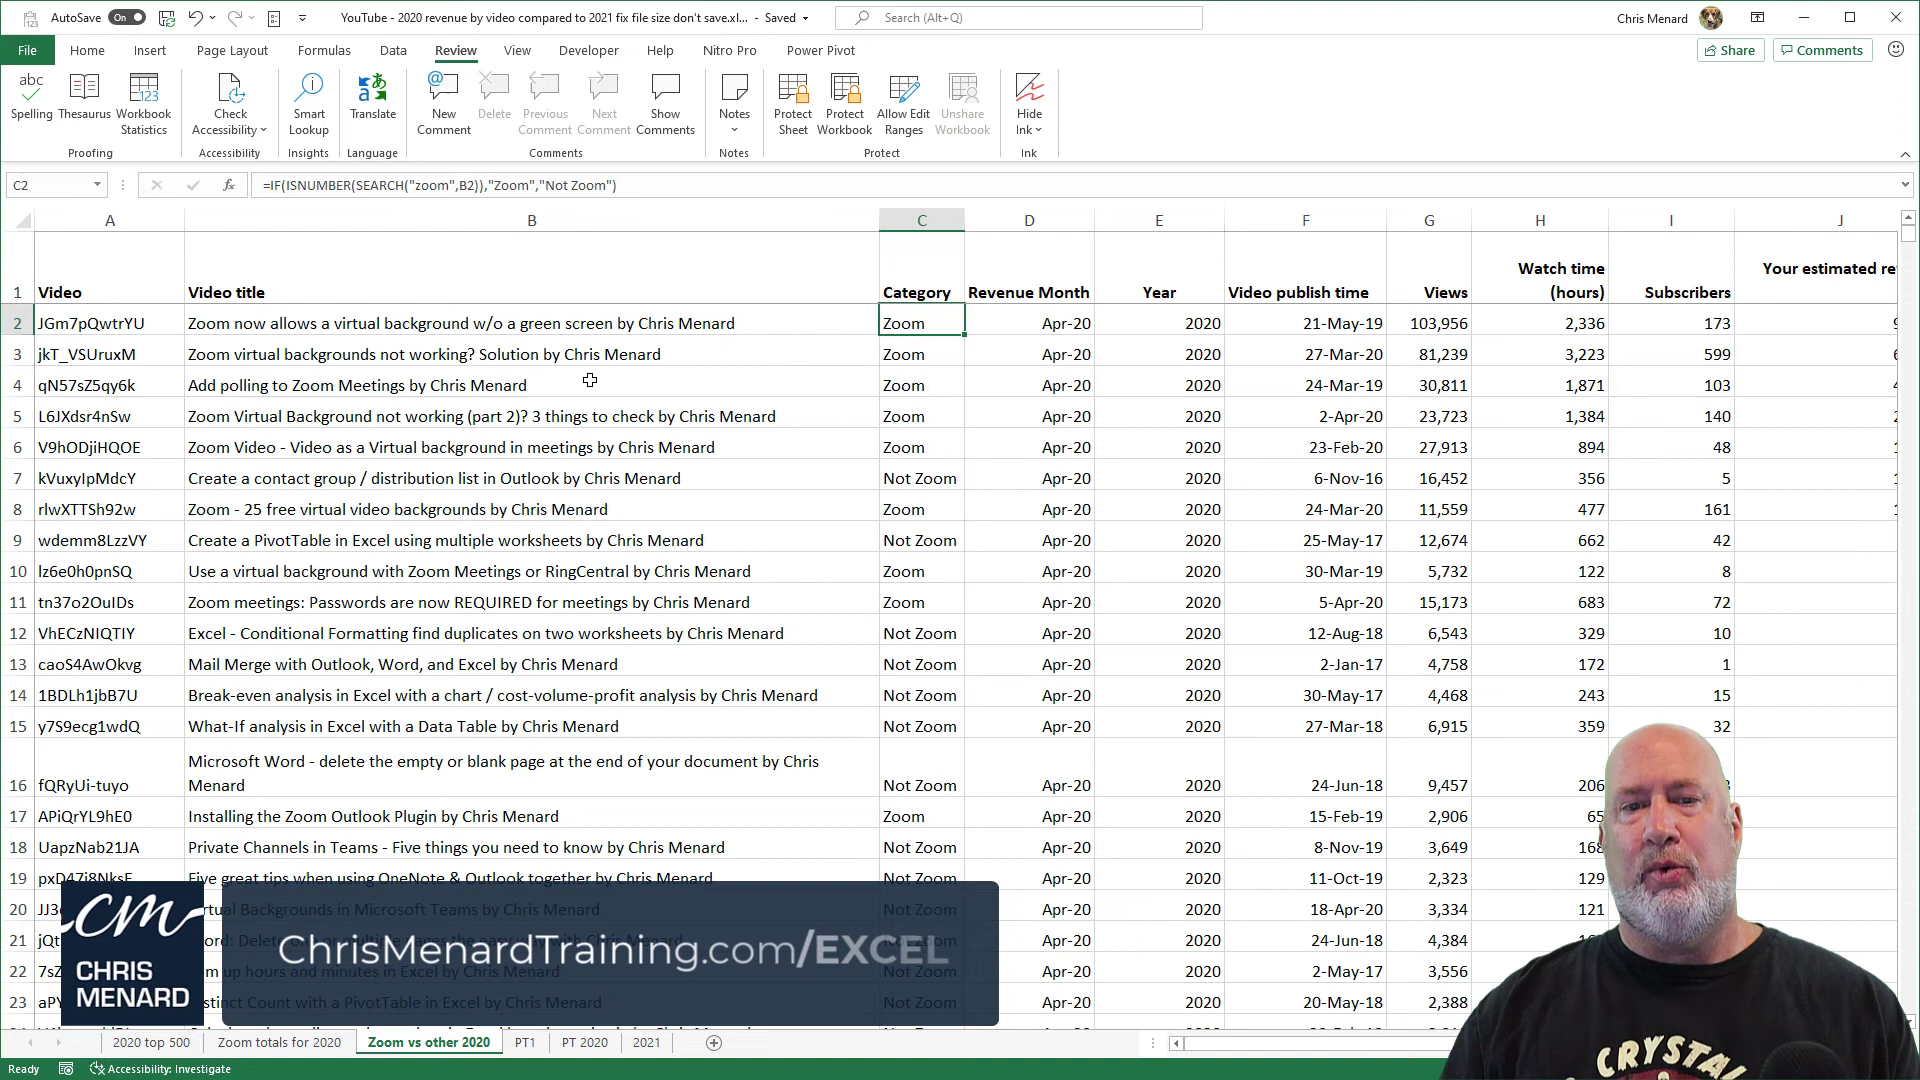 AutoSave On YouTube - 2020 revenue by video compared to 2021 fix file size don't save.xl... - Saved Search (Alt+Q) Chris Menard
File Home Insert Page Layout Formulas Data Review View Developer Help Nitro Pro Power Pivot Share Comments
Spelling Thesaurus Workbook Statistics Check Accessibility Smart Lookup Translate New Comment Delete Previous Comment Next Comment Show Comments Notes Protect Sheet Protect Workbook Allow Edit Ranges Unshare Workbook Hide Ink
Proofing Accessibility Insights Language Comments Notes Protect Ink
C2 fx =IF(ISNUMBER(SEARCH("zoom",B2)),"Zoom","Not Zoom")
A B C D E F G H I J
1 Video Video title Category Revenue Month Year Video publish time Views Watch time (hours) Subscribers Your estimated re
2 JGm7pQwtrYU Zoom now allows a virtual background w/o a green screen by Chris Menard Zoom Apr-20 2020 21-May-19 103,956 2,336 173
3 jkT_VSUruxM Zoom virtual backgrounds not working? Solution by Chris Menard Zoom Apr-20 2020 27-Mar-20 81,239 3,223 599
4 qN57sZ5qy6k Add polling to Zoom Meetings by Chris Menard Zoom Apr-20 2020 24-Mar-19 30,811 1,871 103
5 L6JXdsr4nSw Zoom Virtual Background not working (part 2)? 3 things to check by Chris Menard Zoom Apr-20 2020 2-Apr-20 23,723 1,384 140
6 V9hODjiHQOE Zoom Video - Video as a Virtual background in meetings by Chris Menard Zoom Apr-20 2020 23-Feb-20 27,913 894 48
7 kVuxyIpMdcY Create a contact group / distribution list in Outlook by Chris Menard Not Zoom Apr-20 2020 6-Nov-16 16,452 356 5
8 rlwXTTSh92w Zoom - 25 free virtual video backgrounds by Chris Menard Zoom Apr-20 2020 24-Mar-20 11,559 477 161
9 wdemm8LzzVY Create a PivotTable in Excel using multiple worksheets by Chris Menard Not Zoom Apr-20 2020 25-May-17 12,674 662 42
10 lz6e0h0pnSQ Use a virtual background with Zoom Meetings or RingCentral by Chris Menard Zoom Apr-20 2020 30-Mar-19 5,732 122 8
11 tn37o2OuIDs Zoom meetings: Passwords are now REQUIRED for meetings by Chris Menard Zoom Apr-20 2020 5-Apr-20 15,173 683 72
12 VhECzNIQTIY Excel - Conditional Formatting find duplicates on two worksheets by Chris Menard Not Zoom Apr-20 2020 12-Aug-18 6,543 329 10
13 caoS4AwOkvg Mail Merge with Outlook, Word, and Excel by Chris Menard Not Zoom Apr-20 2020 2-Jan-17 4,758 172 1
14 1BDLh1jbB7U Break-even analysis in Excel with a chart / cost-volume-profit analysis by Chris Menard Not Zoom Apr-20 2020 30-May-17 4,468 243 15
15 y7S9ecg1wdQ What-If analysis in Excel with a Data Table by Chris Menard Not Zoom Apr-20 2020 27-Mar-18 6,915 359 32
16 fQRyUi-tuyo Microsoft Word - delete the empty or blank page at the end of your document by Chris Menard Not Zoom Apr-20 2020 24-Jun-18 9,457 206
17 APiQrYL9hE0 Installing the Zoom Outlook Plugin by Chris Menard Zoom Apr-20 2020 15-Feb-19 2,906 65
18 UapzNab21JA Private Channels in Teams - Five things you need to know by Chris Menard Not Zoom Apr-20 2020 8-Nov-19 3,649 168
19 Five great tips when using OneNote & Outlook together by Chris Menard Not Zoom Apr-20 2020 11-Oct-19 2,323 129
20 Backgrounds in Microsoft Teams by Chris Menard Not Zoom Apr-20 2020 18-Apr-20 3,334 121
21 Apr-20 2020 24-Jun-18 4,384
22 hours and minutes in Excel by Chris Menard Not Zoom Apr-20 2020 2-May-17 3,556
23 Count with a PivotTable in Excel by Chris Menard Not Zoom Apr-20 2020 20-May-18 2,388
cm
CHRIS
MENARD
ChrisMenardTraining.com/EXCEL
CRYSTAL
2020 top 500 Zoom totals for 2020 Zoom vs other 2020 PT1 PT 2020 2021
Ready Accessibility: Investigate